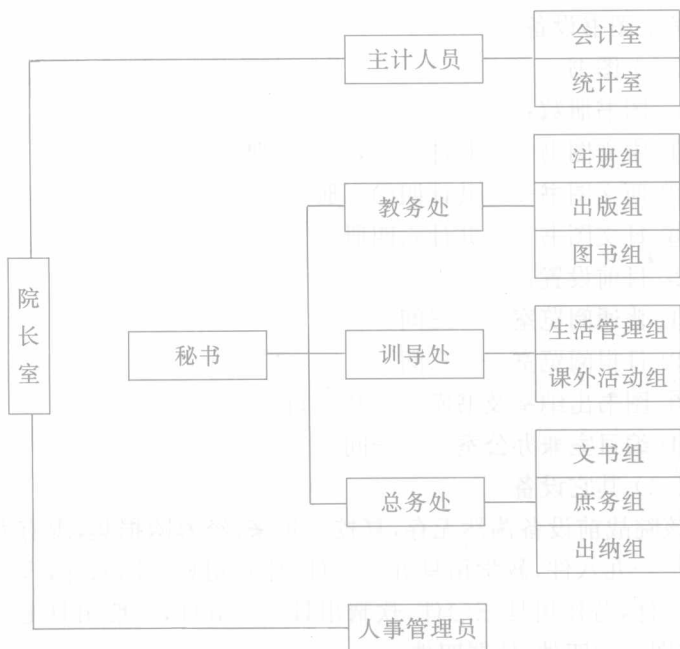 会计室
主计人员
统计室
注册组
教务处
出版组
图书组
院长室
秘书
训导处
生活管理组
课外活动组
文书组
总务处
庶务组
出纳组
人事管理员